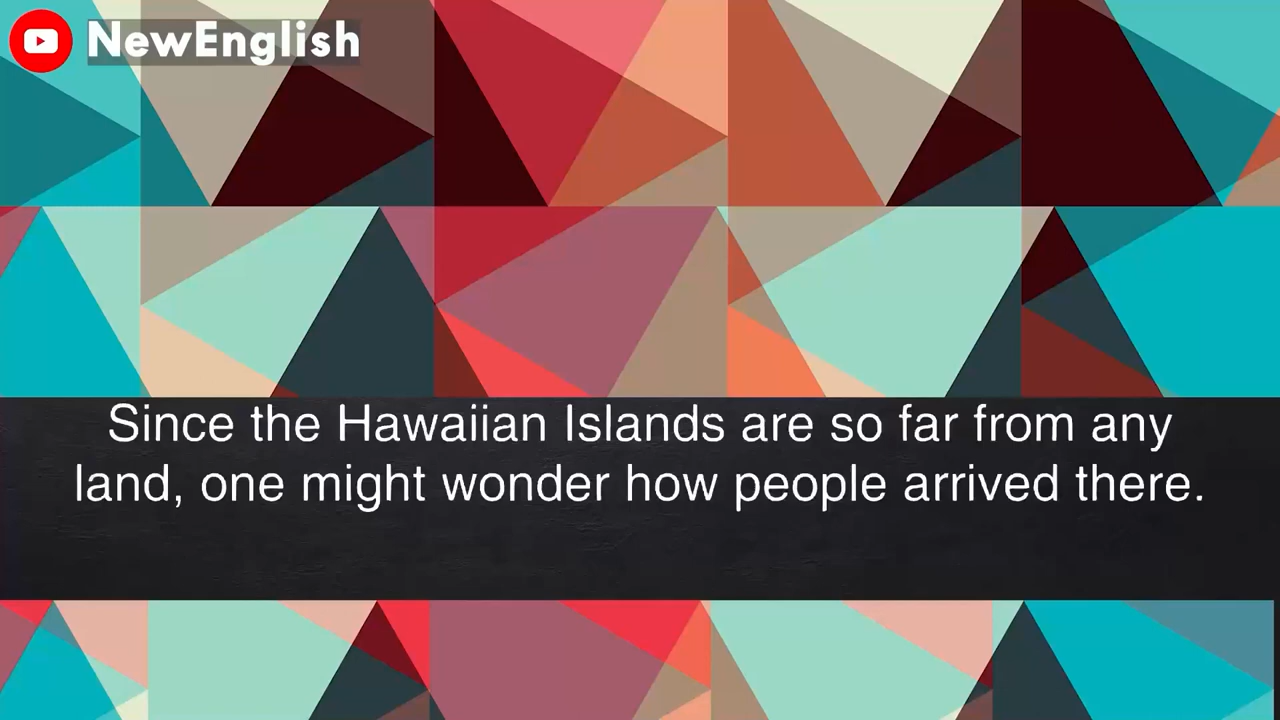 NewEnglish
Since the Hawaiian Islands are so far from any
land, one might wonder how people arrived there.